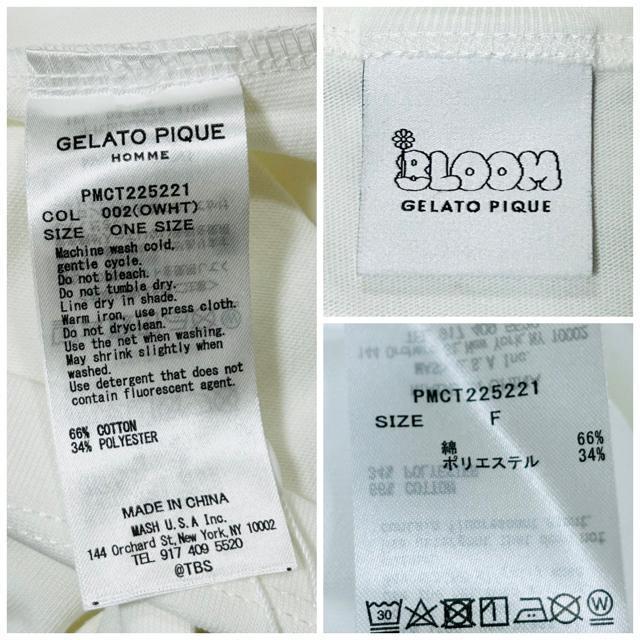 GELATO PIQUE
HOMME
PMCT225221
COL 002(OWHT)
SIZE ONE SIZE
Machine wash cold,
gentle cycle.
Do not bleach.
Do not tumble dry.
Line dry in shade.
Warm iron, use press cloth.
Do not dryclean.
Use the net when washing.
May shrink slightly when
washed.
Use detergent that does not
contain fluorescent agent.
66% COTTON
34% POLYESTER
MADE IN CHINA
MASH U.S.A Inc.
144 Orchard St,New York,NY 10002
TEL 917 409 5520
@TBS
BLOOM
GELATO PIQUE
PMCT225221
SIZE F
綿 66%
ポリエステル 34%
30
W